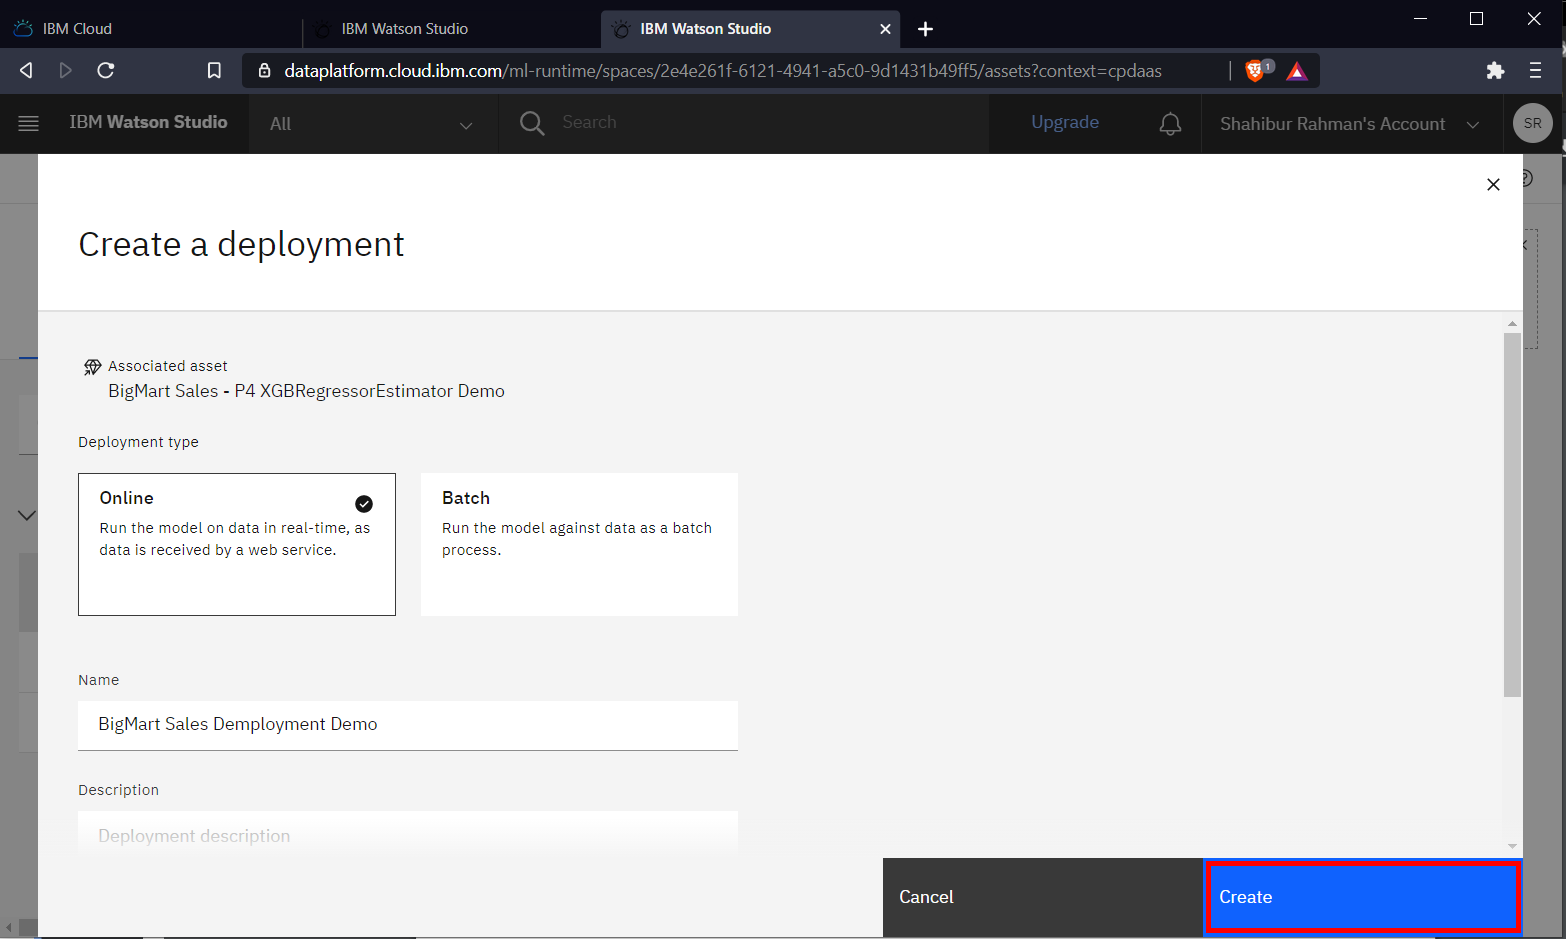 IBM Cloud
IBM Watson Studio
IBM Watson Studio
dataplatform.cloud.ibm.com/ml-runtime/spaces/2e4e261f-6121-4941-a5c0-9d1431b49ff5/assets?context=cpdaas
1
IBM Watson Studio
All
Search
Upgrade
Shahibur Rahman's Account
SR
Create a deployment
Associated asset
BigMart Sales - P4 XGBRegressorEstimator Demo
Deployment type
Online
Run the model on data in real-time, as
data is received by a web service.
Batch
Run the model against data as a batch
process.
Name
BigMart Sales Demployment Demo
Description
Deployment description
Cancel
Create